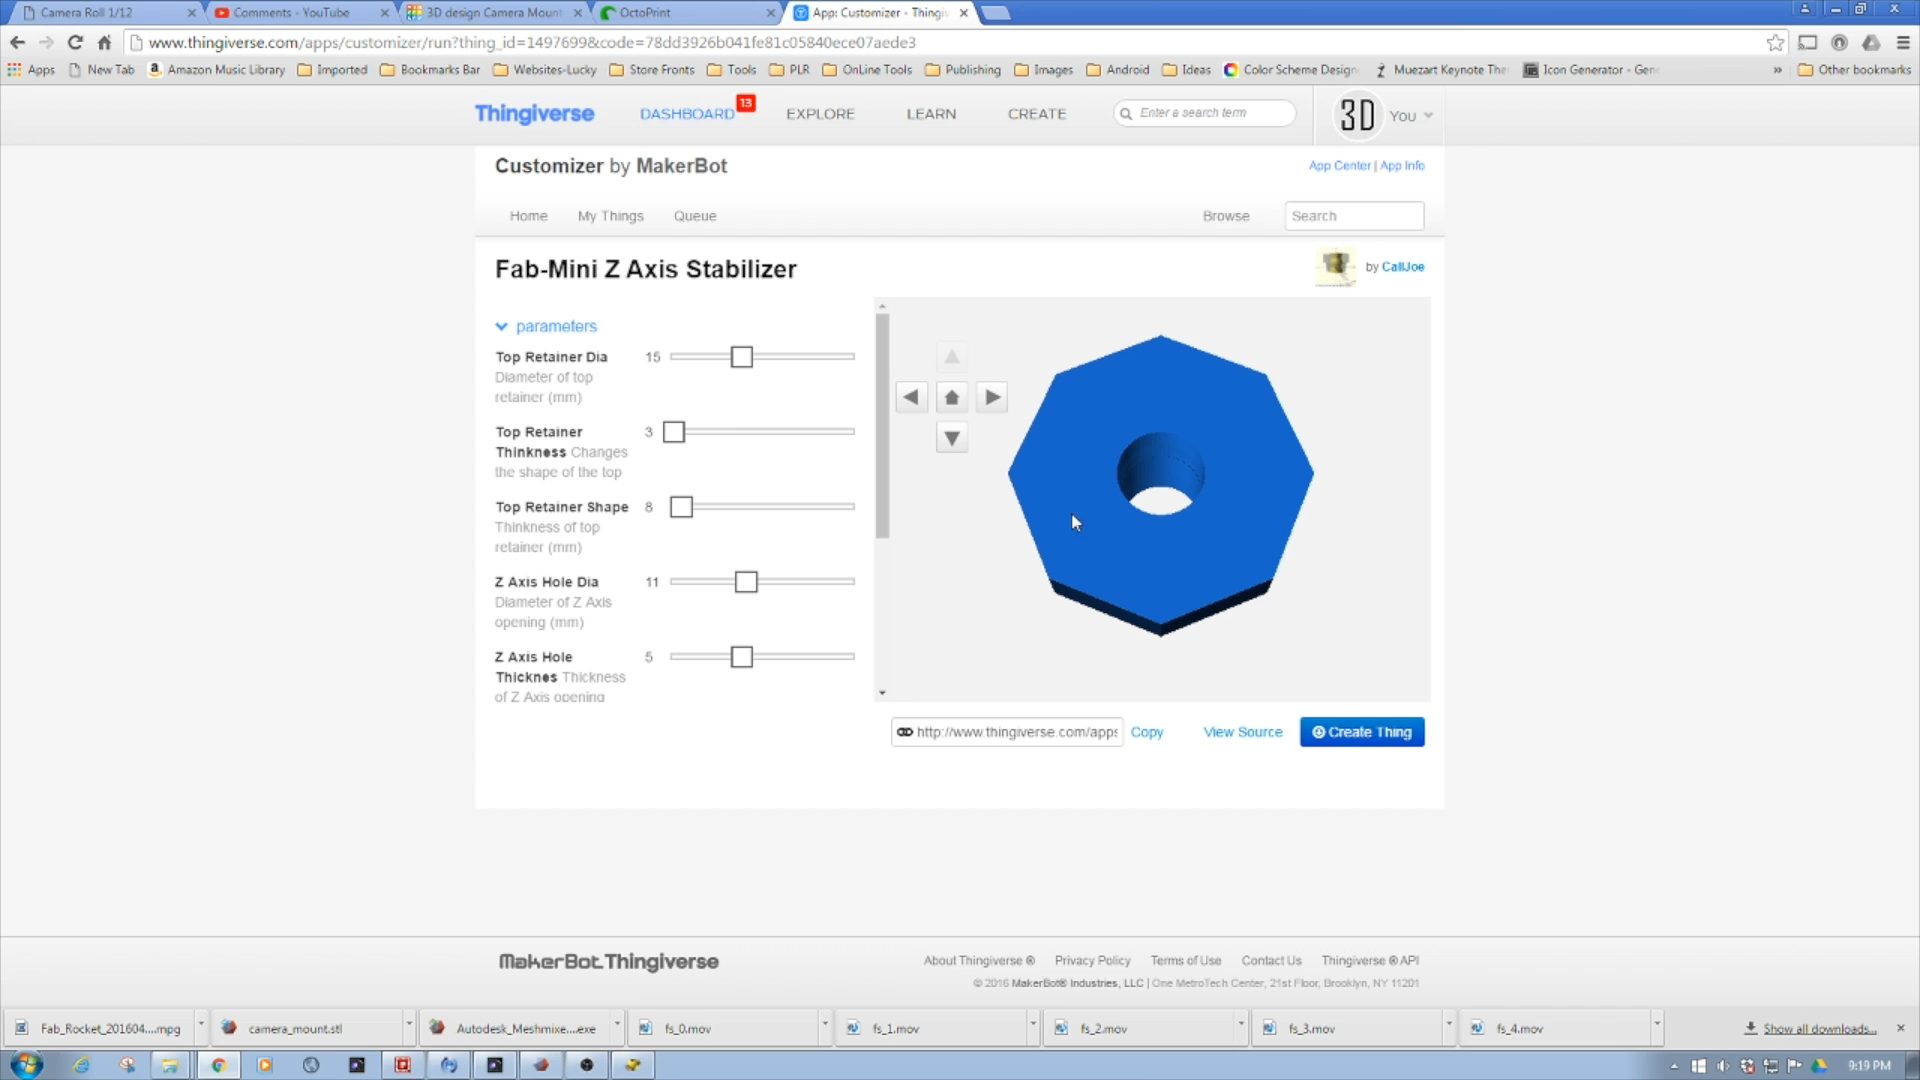 Camera Roll 1/12
Comments - YouTube
3D design Camera Mount
OctoPrint
App: Customizer - Thingiv
www.thingiverse.com/apps/customizer/run?thing_id=1497699&code=78dd3926b041fe81c05840ece07aede3
Apps New Tab Amazon Music Library Imported Bookmarks Bar Websites-Lucky Store Fronts Tools PLR OnLine Tools Publishing Images Android Ideas Color Scheme Design Muezart Keynote The Icon Generator - Gen » Other bookmarks
Thingiverse DASHBOARD 13 EXPLORE LEARN CREATE Enter a search term 3D You
Customizer by MakerBot
App Center | App Info
Home My Things Queue Browse Search
Fab-Mini Z Axis Stabilizer
by CallJoe
parameters
Top Retainer Dia 15
Diameter of top
retainer (mm)
Top Retainer 3
Thinkness Changes
the shape of the top
Top Retainer Shape 8
Thinkness of top
retainer (mm)
Z Axis Hole Dia 11
Diameter of Z Axis
opening (mm)
Z Axis Hole 5
Thicknes Thickness
of Z Axis opening
http://www.thingiverse.com/apps Copy View Source Create Thing
MakerBot Thingiverse
About Thingiverse ® Privacy Policy Terms of Use Contact Us Thingiverse ® API
© 2016 MakerBot® Industries, LLC | One MetroTech Center, 21st Floor, Brooklyn, NY 11201
Fab_Rocket_201604....mpg camera_mount.stl Autodesk_Meshmixe....exe fs_0.mov fs_1.mov fs_2.mov fs_3.mov fs_4.mov Show all downloads...
9:19 PM